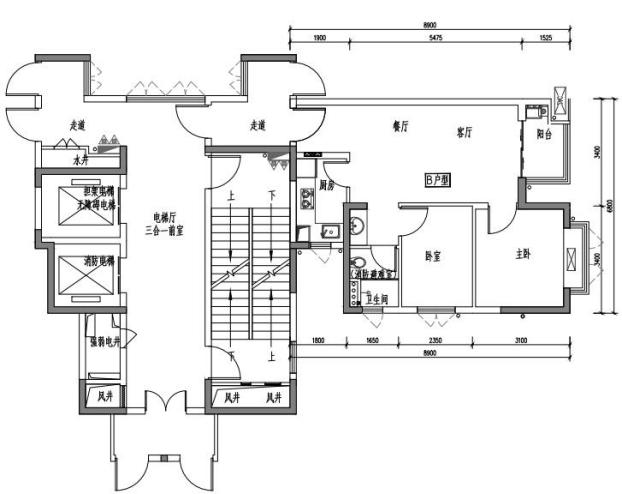 8900
1900 5475 1525
走道
走道
餐厅
客厅
阳台
水井
上
下
厨房
B户型
担架电梯
无障碍电梯
电梯厅
三合一前室
消防电梯
卧室
主卧
(消防避难室)
卫生间
强弱电井
下
上
风井
风井
风井
3400
3400
6800
1800 1650 2350 3100
8900